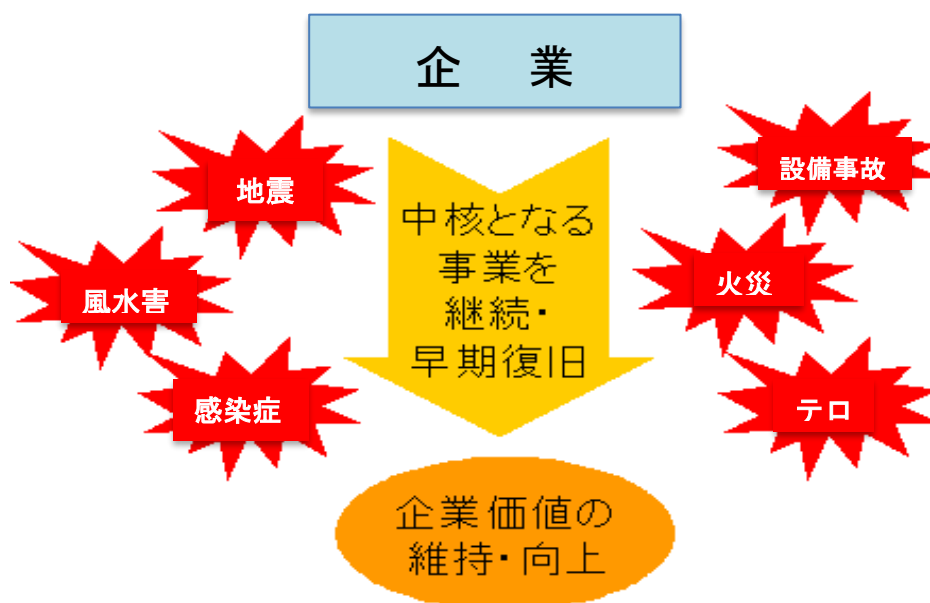 企　業
地震
設備事故
風水害
火災
感染症
テロ
中核となる
事業を
継続・
早期復旧
企業価値の
維持・向上